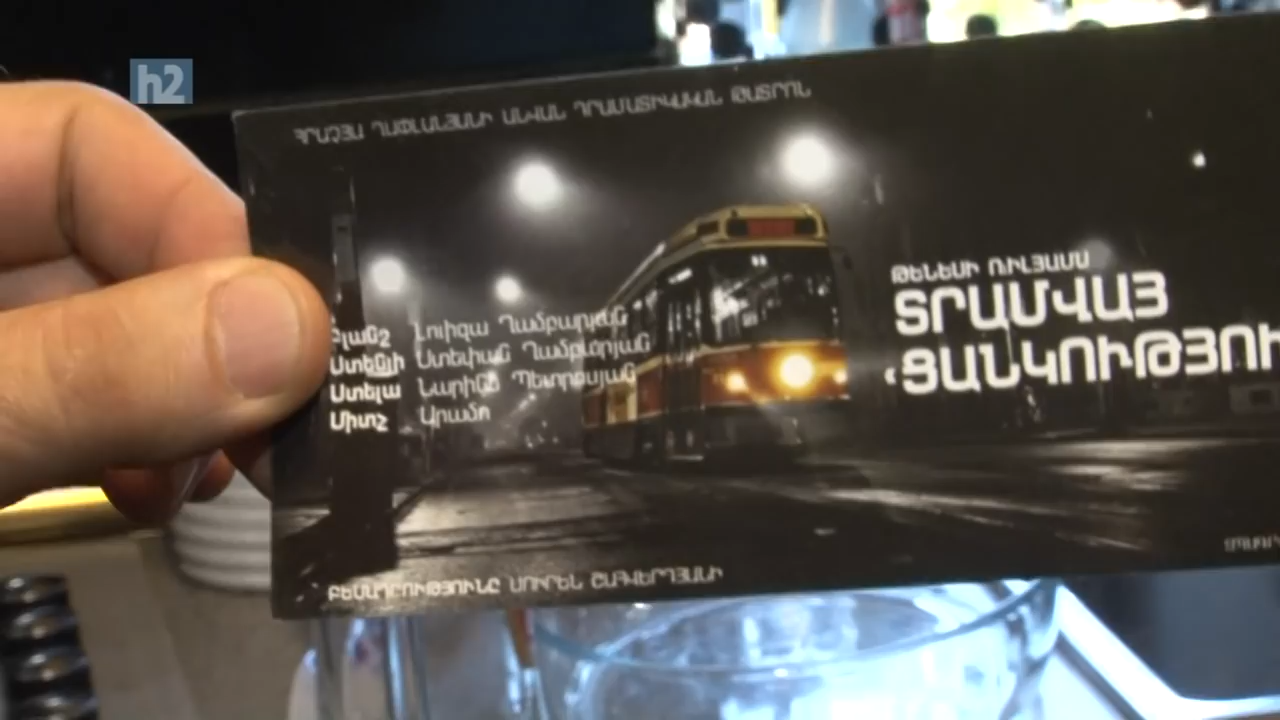 h2
ՀՐԱՉՅԱ ՂԱՓԼԱՆՅԱՆԻ ԱՆՎԱՆ ԴՐԱՄԱՏԻԿԱԿԱՆ ԹԱՏՐՈՆ
ԹԵՆԵՍԻ ՈՒԻԼՅԱՄՍ
ՏՐԱՄՎԱՅ
‹ՑԱՆԿՈՒԹՅՈՒ
Բլանշ Լուիզա Ղամբարյան
Ստենլի Ստեփան Ղամբարյան
Ստելա Նարինե Պետրոսյան
Միտչ Արամո
ԲԵՄԱԴՐՈՒԹՅՈՒՆԸ ՍՈՒՐԵՆ ՇԱՀՎԵՐԴՅԱՆԻ